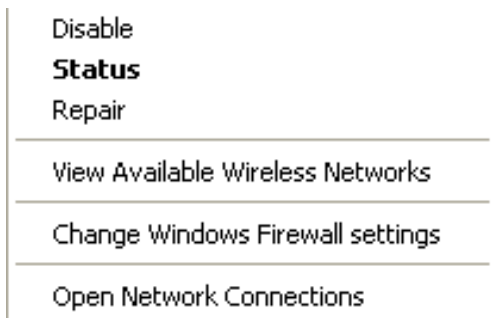 Disable
Status
Repair
View Available Wireless Networks
Change Windows Firewall settings
Open Network Connections